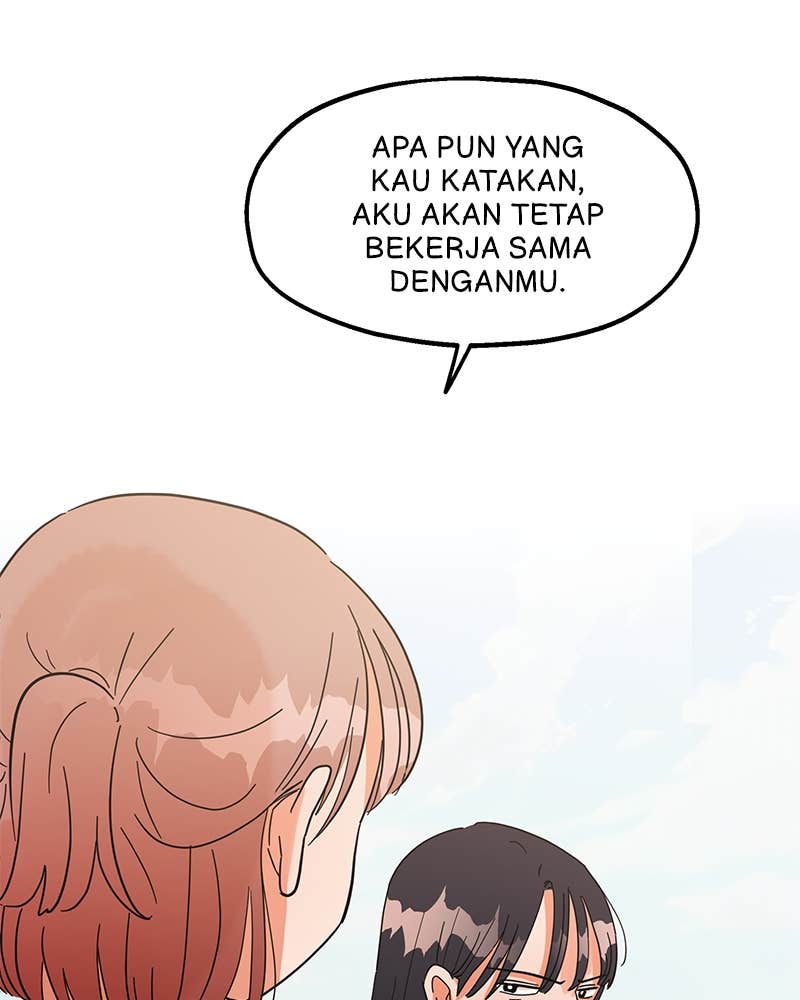 APA PUN YANG
KAU KATAKAN,
AKU AKAN TETAP
BEKERJA SAMA
DENGANMU.